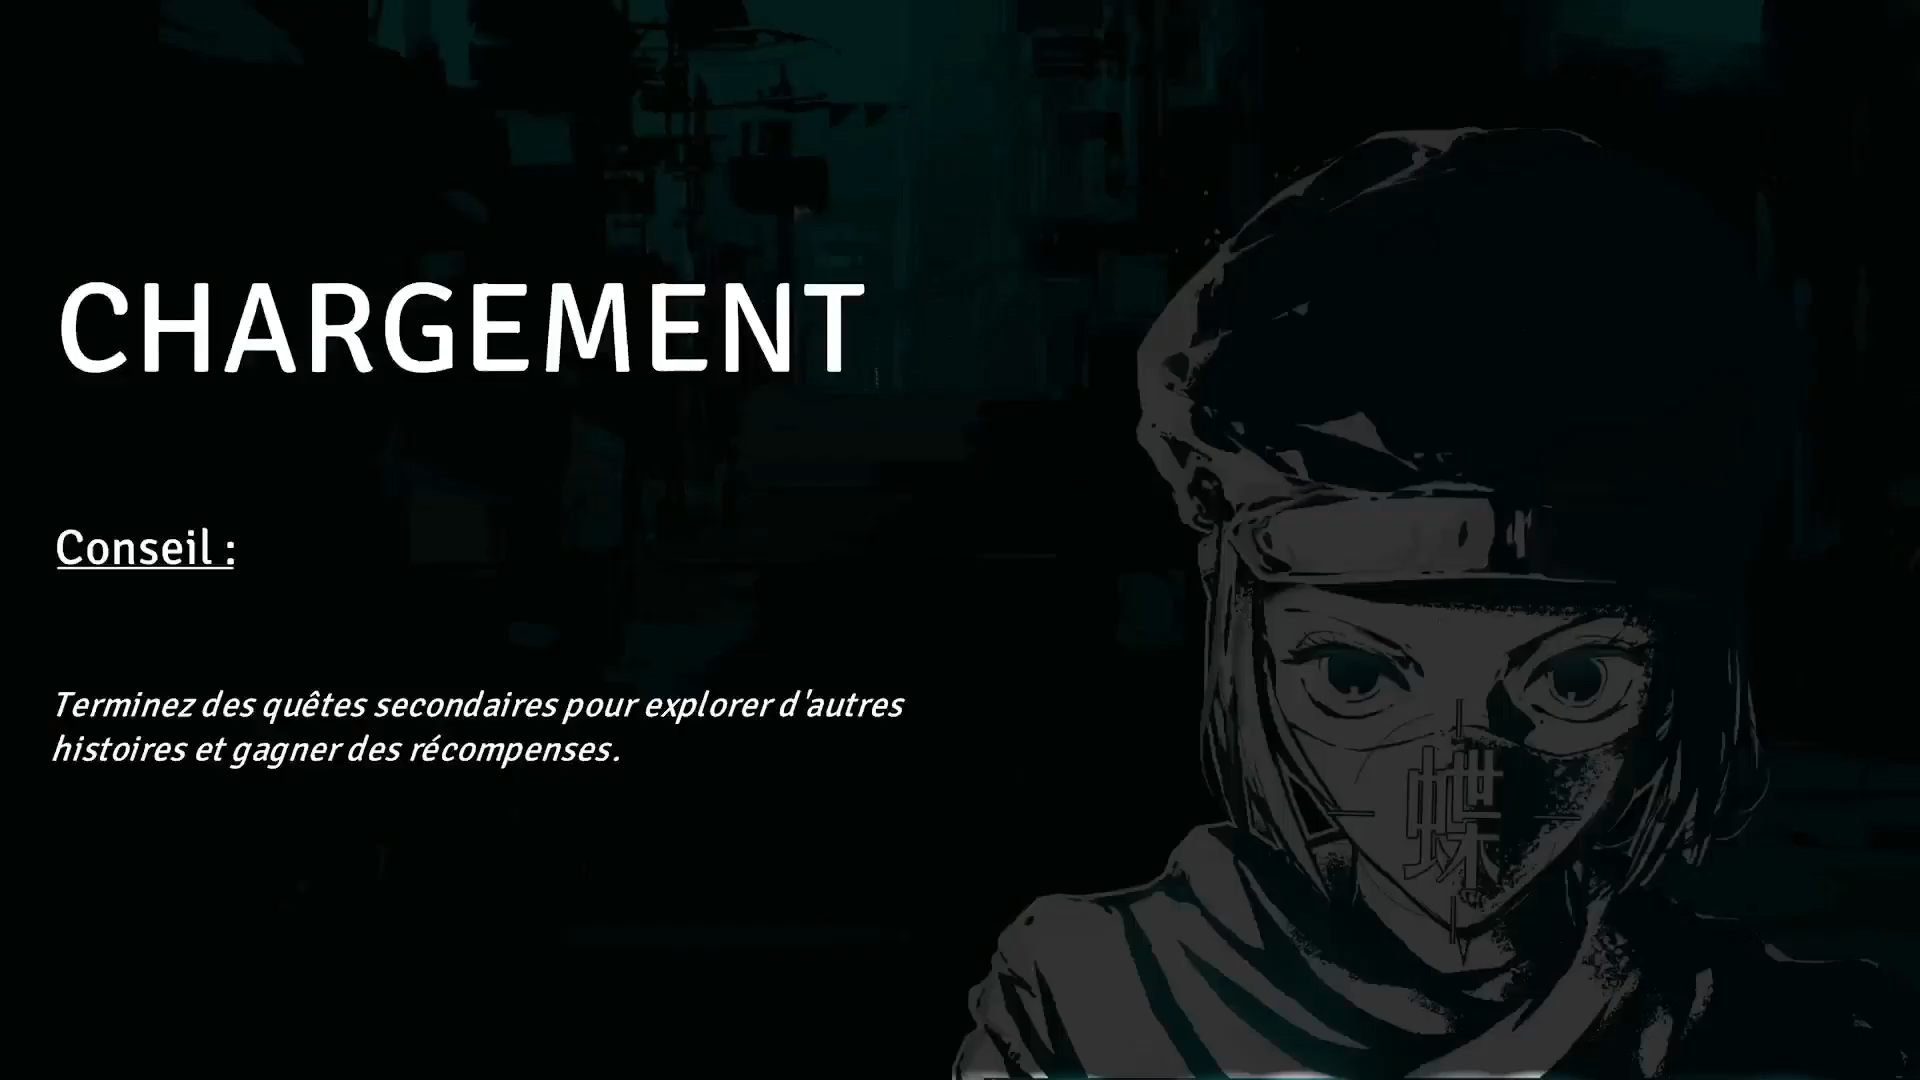 CHARGEMENT
Conseil :
Terminez des quêtes secondaires pour explorer d'autres
histoires et gagner des récompenses.
蝶